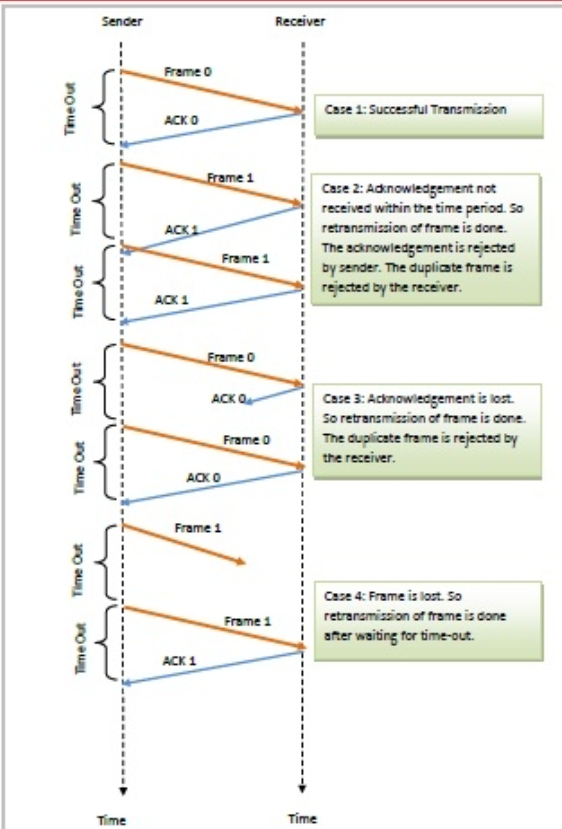 Sender Receiver
Time Out
Frame 0
ACK 0
Case 1: Successful Transmission
Time Out
Frame 1
ACK 1
Case 2: Acknowledgement not
received within the time period. So
retransmission of frame is done.
The acknowledgement is rejected
by sender. The duplicate frame is
rejected by the receiver.
Time Out
Frame 1
ACK 1
Time Out
Frame 0
ACK 0
Case 3: Acknowledgement is lost.
So retransmission of frame is done.
The duplicate frame is rejected by
the receiver.
Time Out
Frame 0
ACK 0
Time Out
Frame 1
Case 4: Frame is lost. So
retransmission of frame is done
after waiting for time-out.
Time Out
Frame 1
ACK 1
Time Time